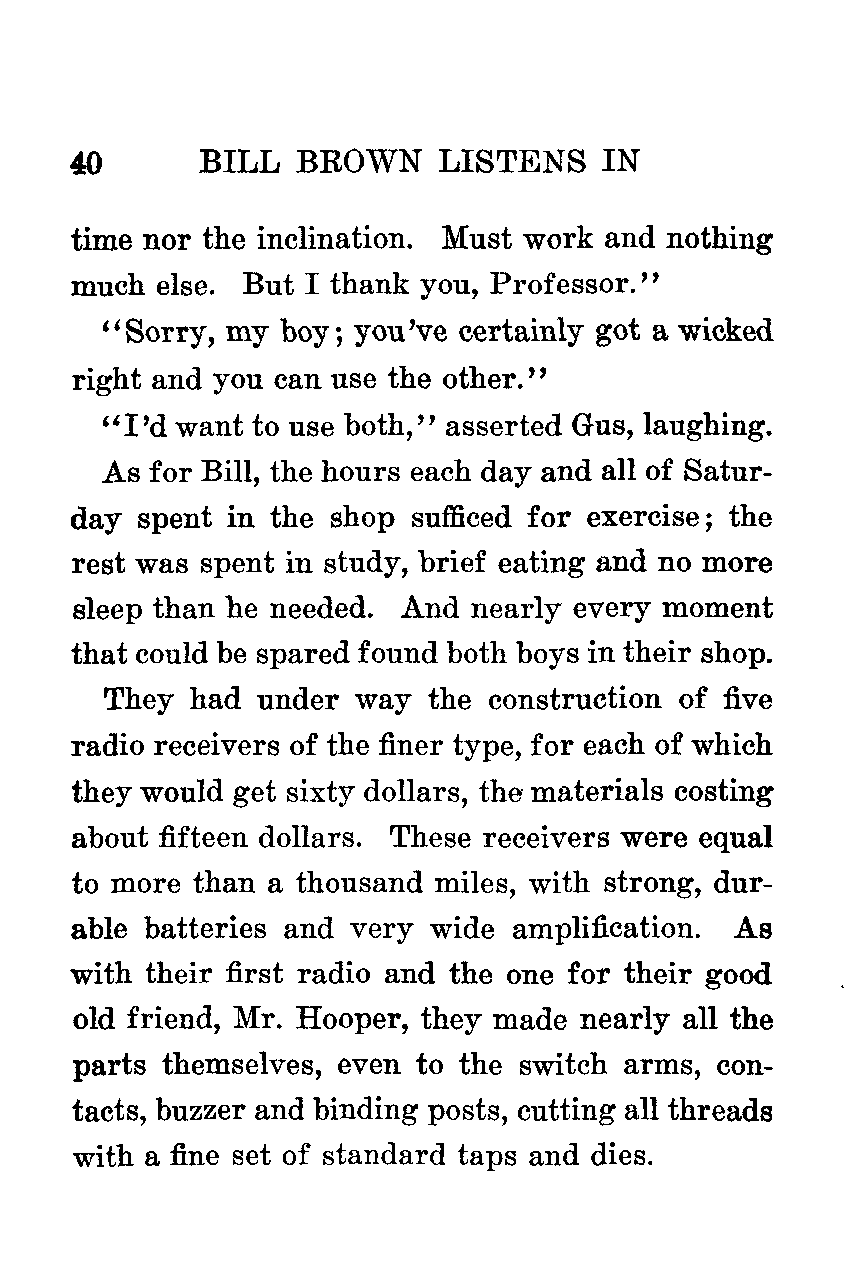 40 BILL BROWN LISTENS IN
time nor the inclination. Must work and nothing
much else. But I thank you, Professor."
"Sorry, my boy; you've certainly got a wicked
right and you can use the other."
"I'd want to use both," asserted Gus, laughing.
As for Bill, the hours each day and all of Satur-
day spent in the shop sufficed for exercise; the
rest was spent in study, brief eating and no more
sleep than he needed. And nearly every moment
that could be spared found both boys in their shop.
They had under way the construction of five
radio receivers of the finer type, for each of which
they would get sixty dollars, the materials costing
about fifteen dollars. These receivers were equal
to more than a thousand miles, with strong, dur-
able batteries and very wide amplification. As
with their first radio and the one for their good
old friend, Mr. Hooper, they made nearly all the
parts themselves, even to the switch arms, con-
tacts, buzzer and binding posts, cutting all threads
with a fine set of standard taps and dies.